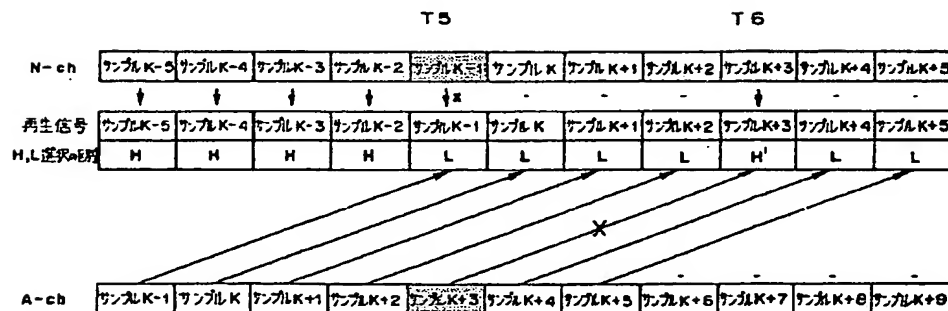 T5 T6
N-ch サンプルK-5 サンプルK-4 サンプルK-3 サンプルK-2 サンプルK-1 サンプルK サンプルK+1 サンプルK+2 サンプルK+3 サンプルK+4 サンプルK+5
x - - - - - -
再生信号 サンプルK-5 サンプルK-4 サンプルK-3 サンプルK-2 サンプルK-1 サンプルK サンプルK+1 サンプルK+2 サンプルK+3 サンプルK+4 サンプルK+5
H,L選択の H H H H L L L L H' L L
X
- - - -
A-ch サンプルK-1 サンプルK サンプルK+1 サンプルK+2 サンプルK+3 サンプルK+4 サンプルK+5 サンプルK+6 サンプルK+7 サンプルK+8 サンプルK+9